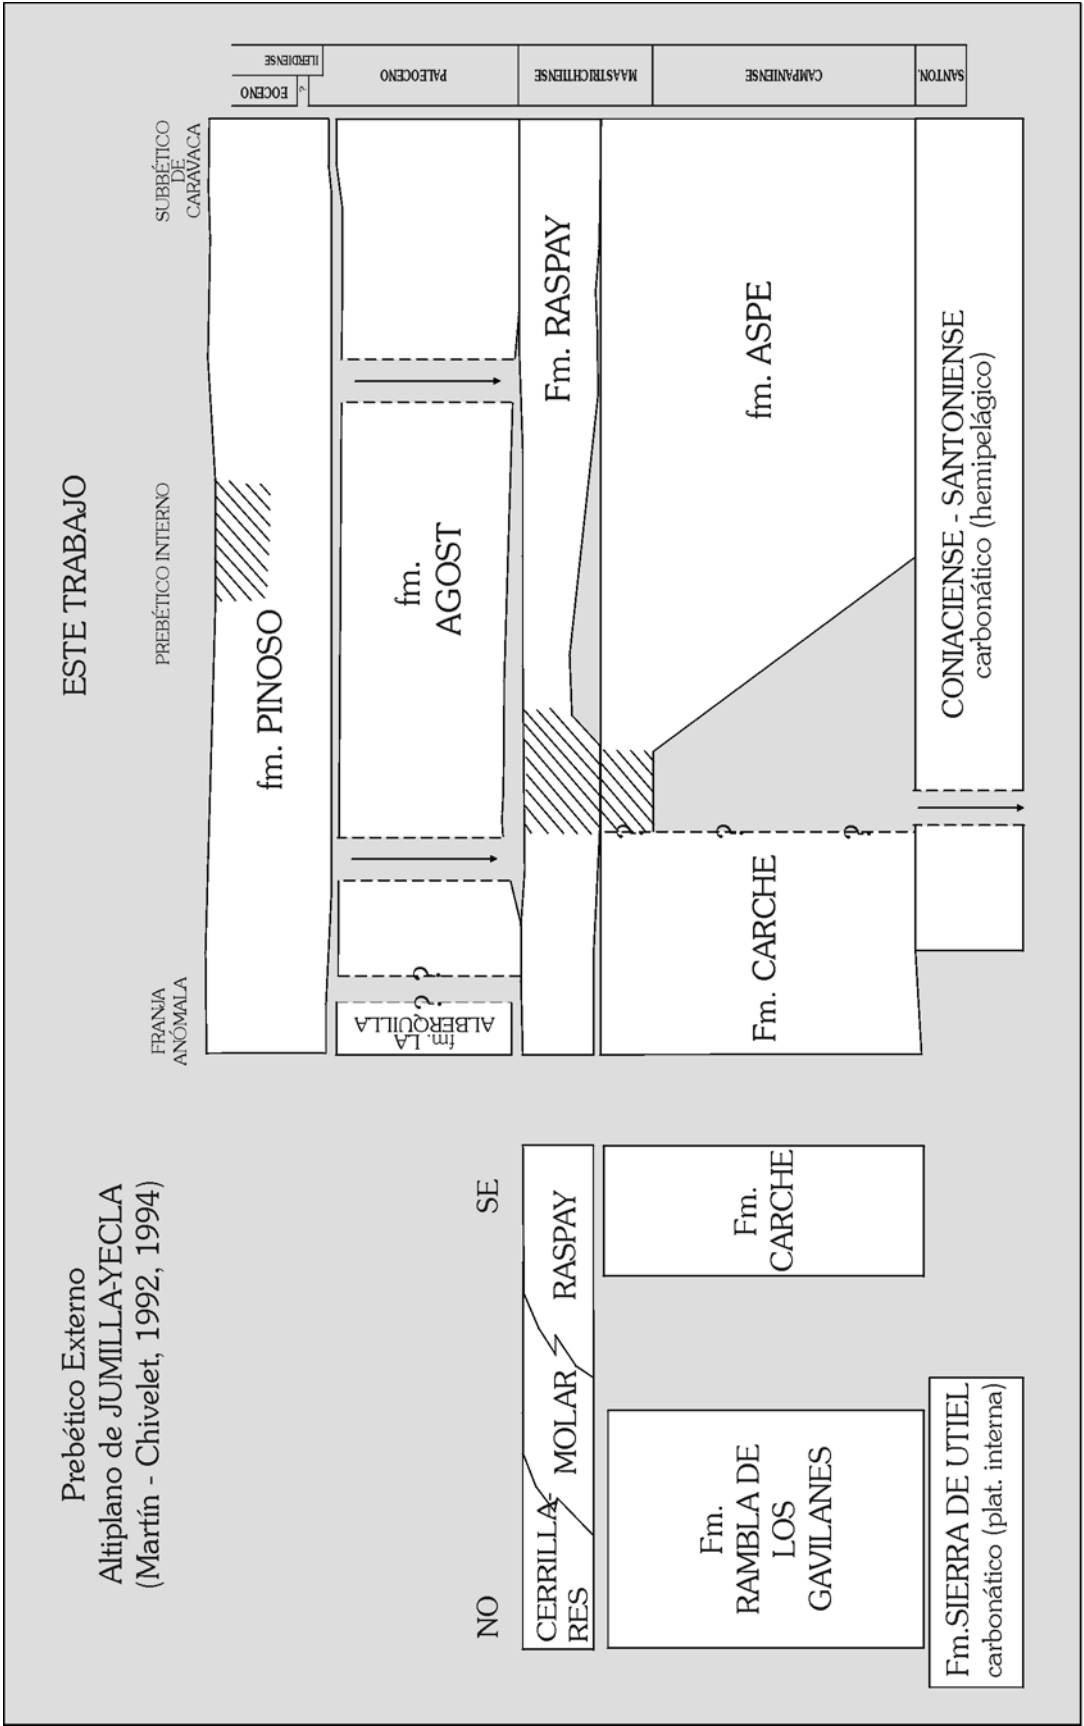 Prebético Externo
Altiplano de JUMILLA-YECLA
(Martín - Chivelet, 1992, 1994)
ESTE TRABAJO
FRANJA
ANÓMALA
PREBÉTICO INTERNO
SUBBÉTICO
DE
CARAVACA
NO
SE
CERRILLA-
RES
MOLAR
RASPAY
Fm.
RAMBLA DE
LOS
GAVILANES
Fm.
CARCHE
Fm.SIERRA DE UTIEL
carbonático (plat. interna)
fm. PINOSO
fm. LA
ALBERQUILLA
?
?
fm.
AGOST
Fm. RASPAY
Fm. CARCHE
?
?
?
fm. ASPE
CONIACIENSE - SANTONIENSE
carbonático (hemipelágico)
EOCENO
?
ILERDIENSE
PALEOCENO
MAASTRICHTIENSE
CAMPANIENSE
SANTON.